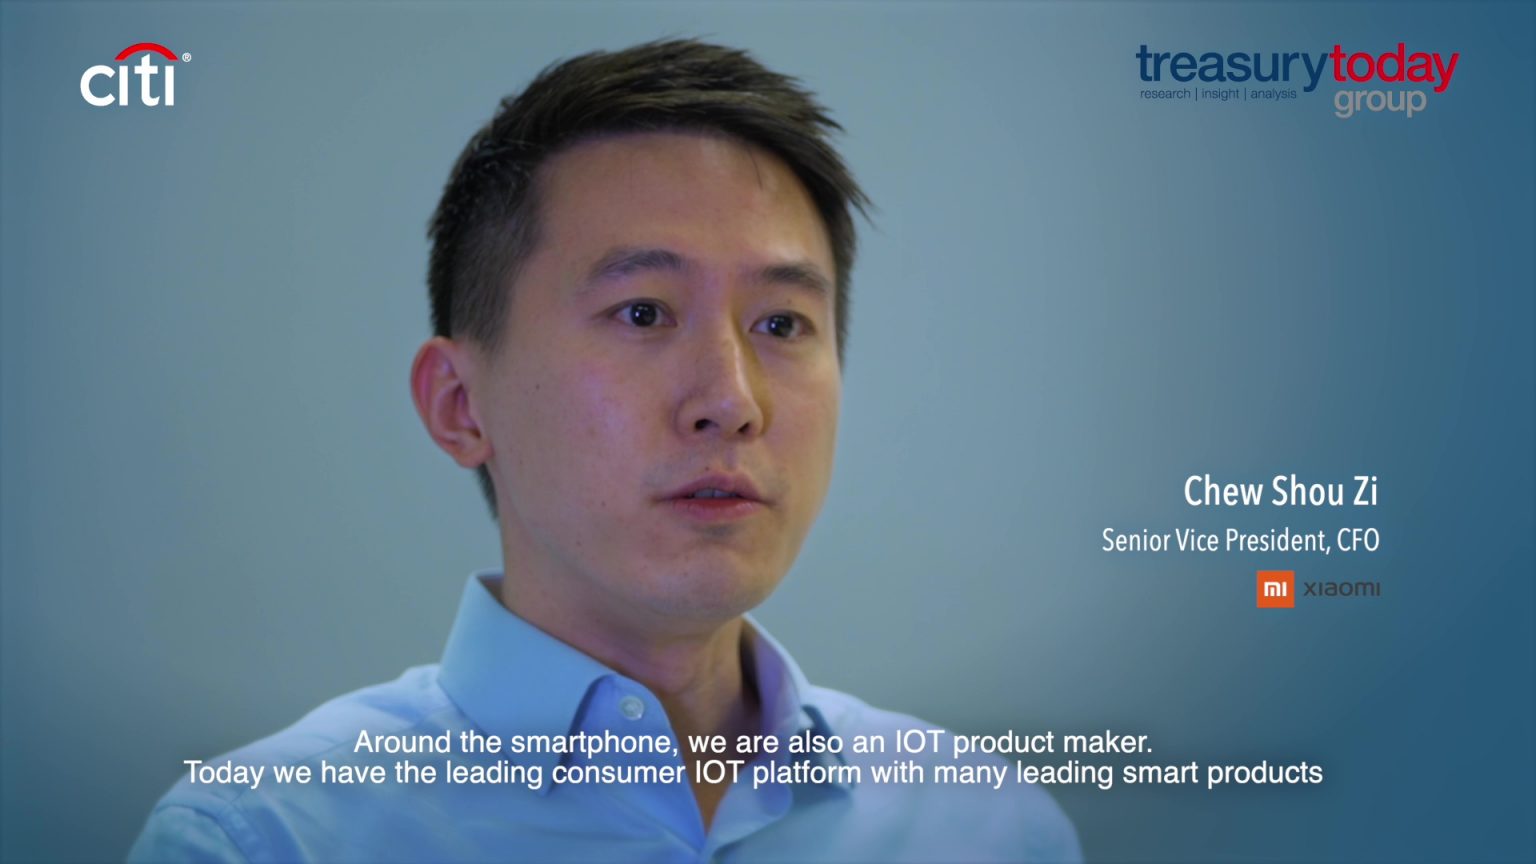 citi®
treasurytoday
research | insight | analysis
group
Chew Shou Zi
Senior Vice President, CFO
mi xiaomi
Around the smartphone, we are also an IOT product maker.
Today we have the leading consumer IOT platform with many leading smart products